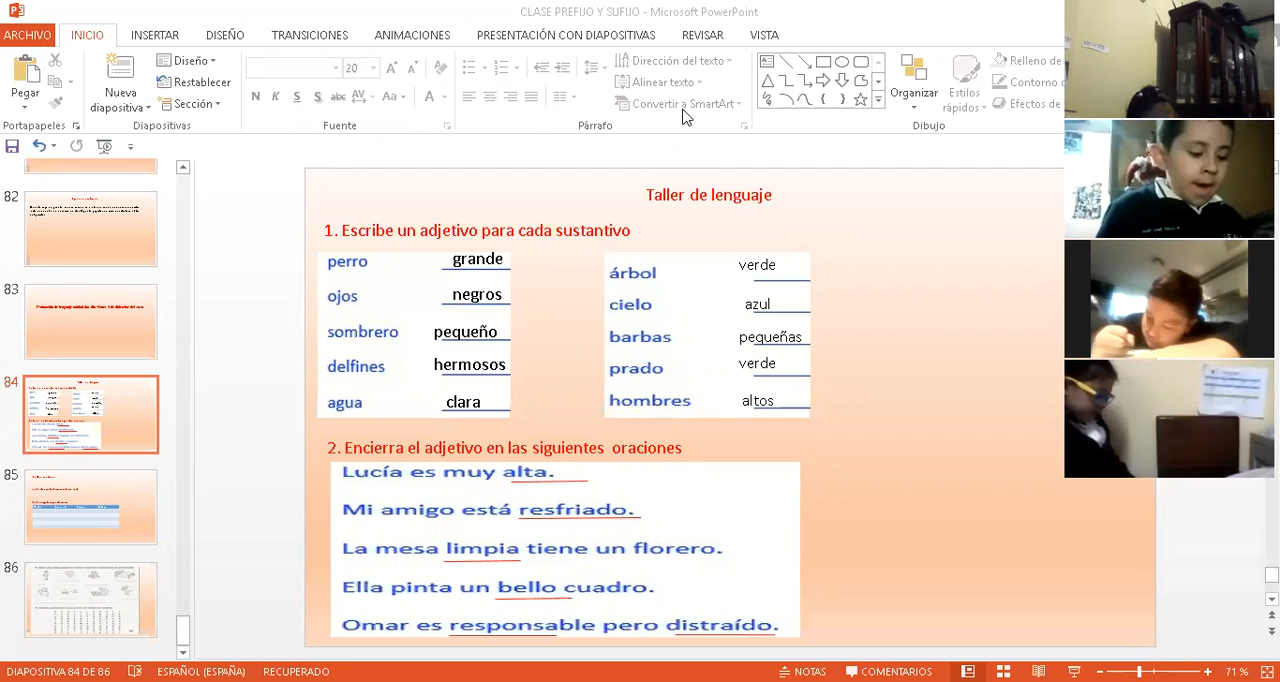 CLASE PREFIJO Y SUFIJO - Microsoft PowerPoint
ARCHIVO INICIO INSERTAR DISEÑO TRANSICIONES ANIMACIONES PRESENTACIÓN CON DIAPOSITIVAS REVISAR VISTA
Pegar
Portapapeles
Nueva
diapositiva
Diseño
Restablecer
Sección
Diapositivas
20
N K S S abc AV Aa A
Fuente
Dirección del texto
Alinear texto
Convertir a SmartArt
Párrafo
Organizar
Estilos
rápidos
Relleno de
Contorno
Efectos de
Dibujo
82
83
84
85
86
Taller de lenguaje
1. Escribe un adjetivo para cada sustantivo
perro grande
ojos negros
sombrero pequeño
delfines hermosos
agua clara
árbol verde
cielo azul
barbas pequeñas
prado verde
hombres altos
2. Encierra el adjetivo en las siguientes oraciones
Lucía es muy alta.
Mi amigo está resfriado.
La mesa limpia tiene un florero.
Ella pinta un bello cuadro.
Omar es responsable pero distraído.
DIAPOSITIVA 84 DE 86 ESPAÑOL (ESPAÑA) RECUPERADO NOTAS COMENTARIOS 71 %